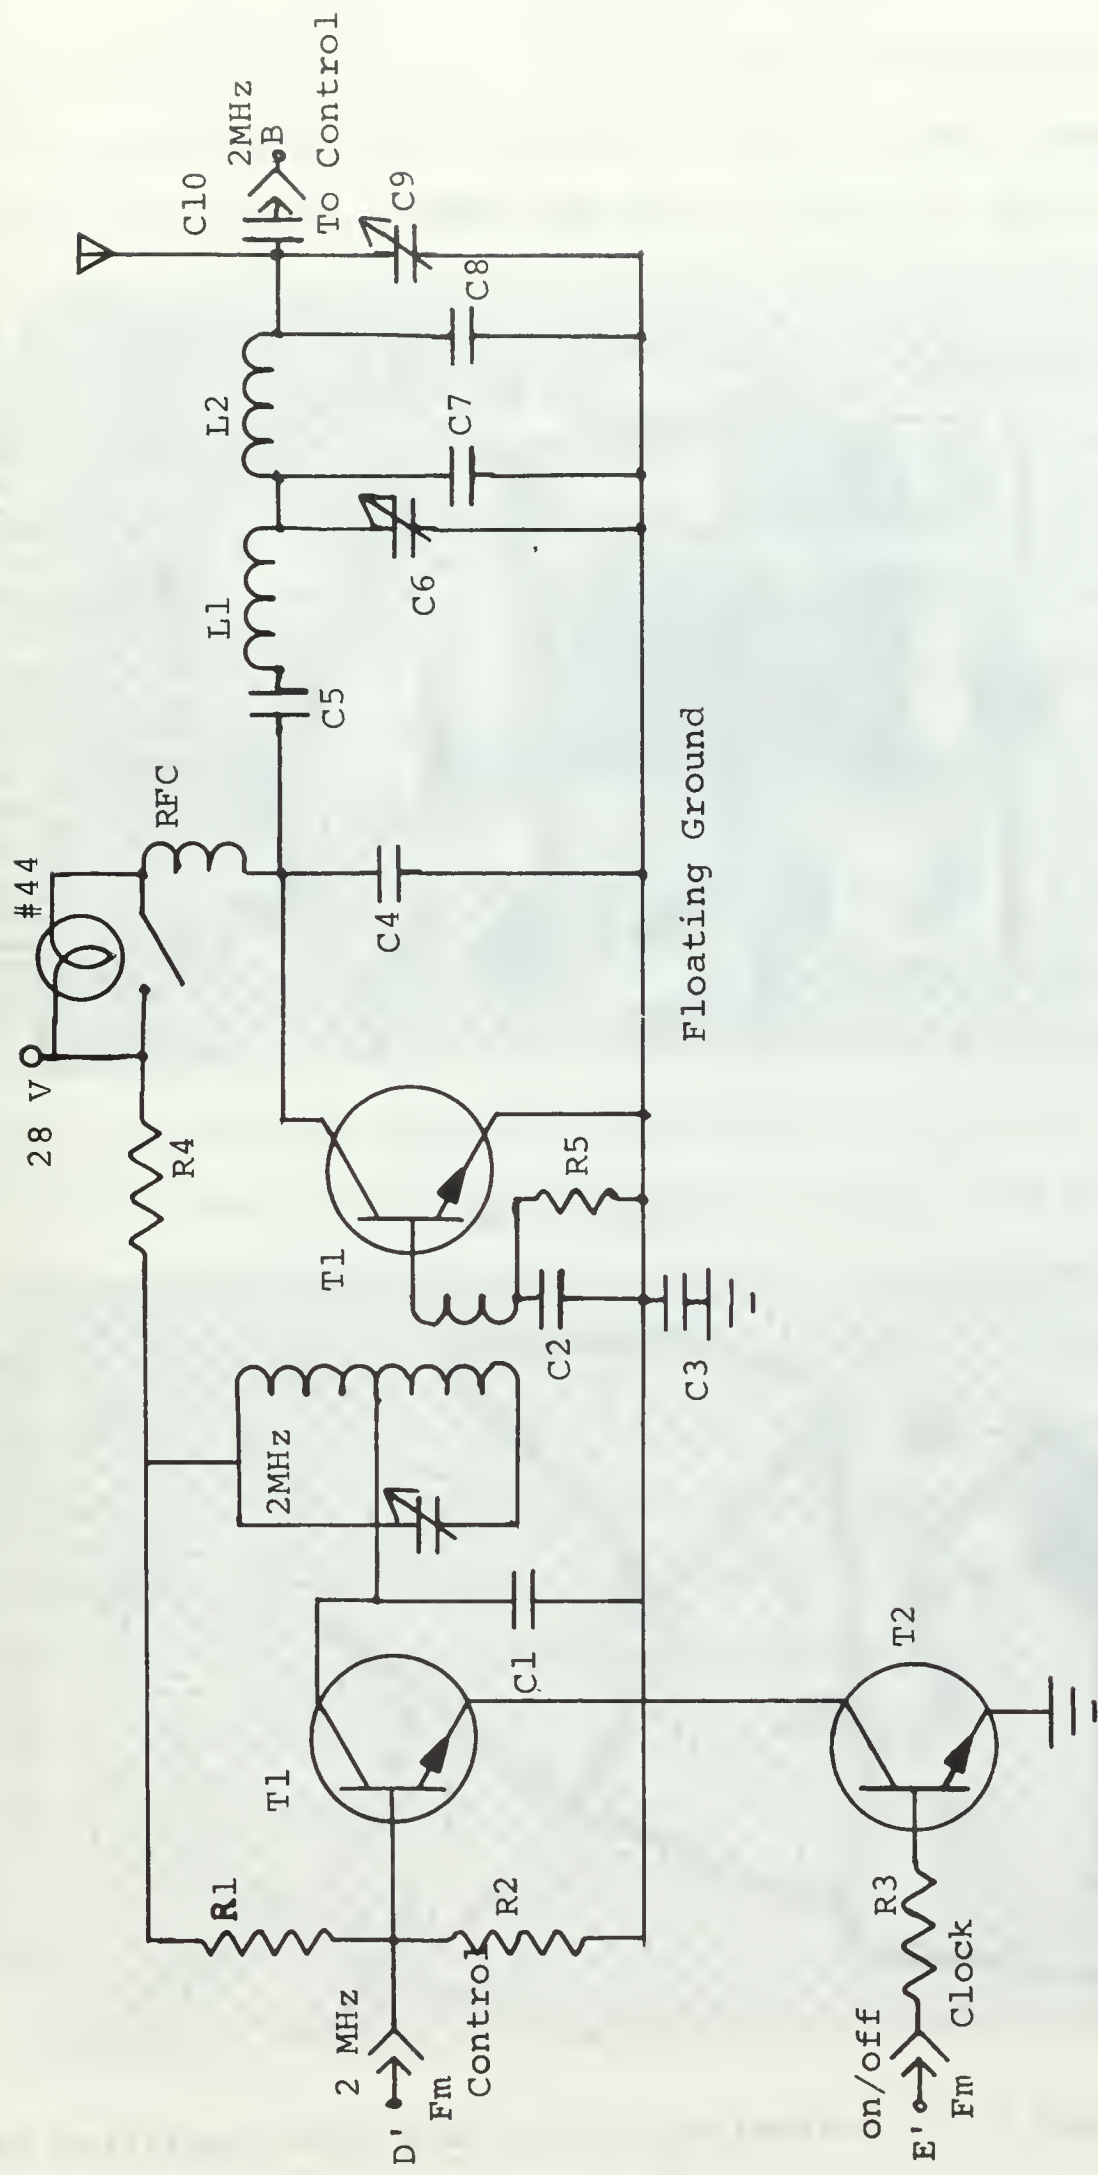 28 V
#44
RFC
R4
C10
2MHz
B
To Control
L1
L2
C5
C9
C8
C7
C6
C4
T1
R5
C2
C3
2MHz
C1
T1
R1
R2
2 MHz
D'
Fm
Control
Floating Ground
T2
R3
on/off
E'
Fm
Clock